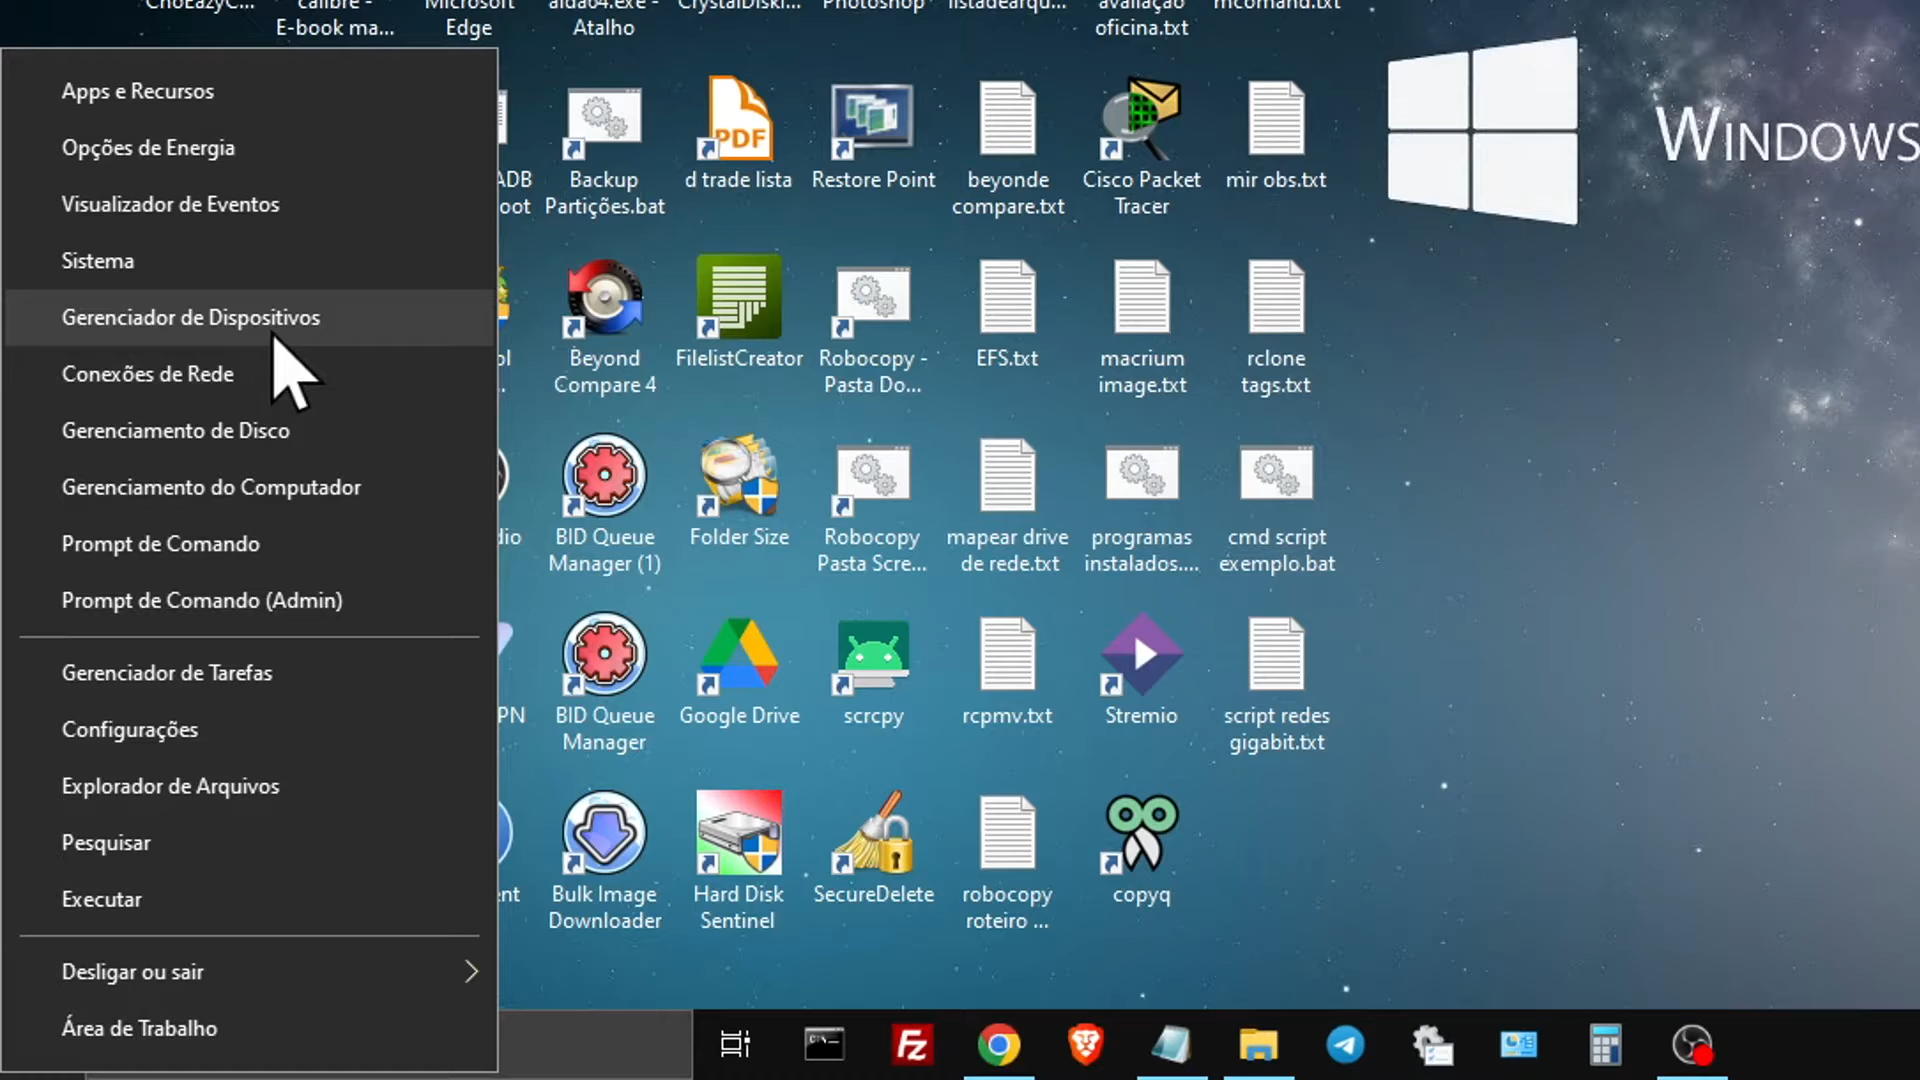 calibre -
Microsoft
aida64.exe -
CrystalDiski...
Photoshop
listadearqu...
avaliação
mcomand.txt
E-book ma...
Edge
Atalho
oficina.txt
Apps e Recursos
Opções de Energia
Visualizador de Eventos
Sistema
Gerenciador de Dispositivos
Conexões de Rede
Gerenciamento de Disco
Gerenciamento do Computador
Prompt de Comando
Prompt de Comando (Admin)
Gerenciador de Tarefas
Configurações
Explorador de Arquivos
Pesquisar
Executar
Desligar ou sair
Área de Trabalho
ADB
oot
Backup
Partições.bat
PDF
d trade lista
Restore Point
beyonde
compare.txt
Cisco Packet
Tracer
mir obs.txt
WINDOWS
Beyond
Compare 4
FilelistCreator
Robocopy -
Pasta Do...
EFS.txt
macrium
image.txt
rclone
tags.txt
dio
BID Queue
Manager (1)
Folder Size
Robocopy
Pasta Scre...
mapear drive
de rede.txt
programas
instalados....
cmd script
exemplo.bat
PN
BID Queue
Manager
Google Drive
scrcpy
rcpmv.txt
Stremio
script redes
gigabit.txt
ent
Bulk Image
Downloader
Hard Disk
Sentinel
SecureDelete
robocopy
roteiro ...
copyq
Fz